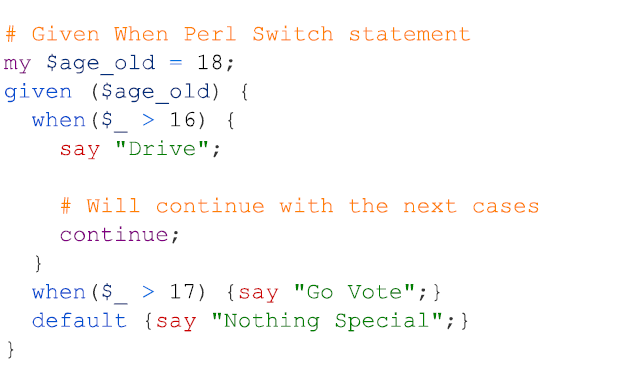 # Given When Perl Switch statement
my $age_old = 18;
given ($age_old) {
  when($_ > 16) {
    say "Drive";

    # Will continue with the next cases
    continue;
  }
  when($_ > 17) {say "Go Vote";}
  default {say "Nothing Special";}
}